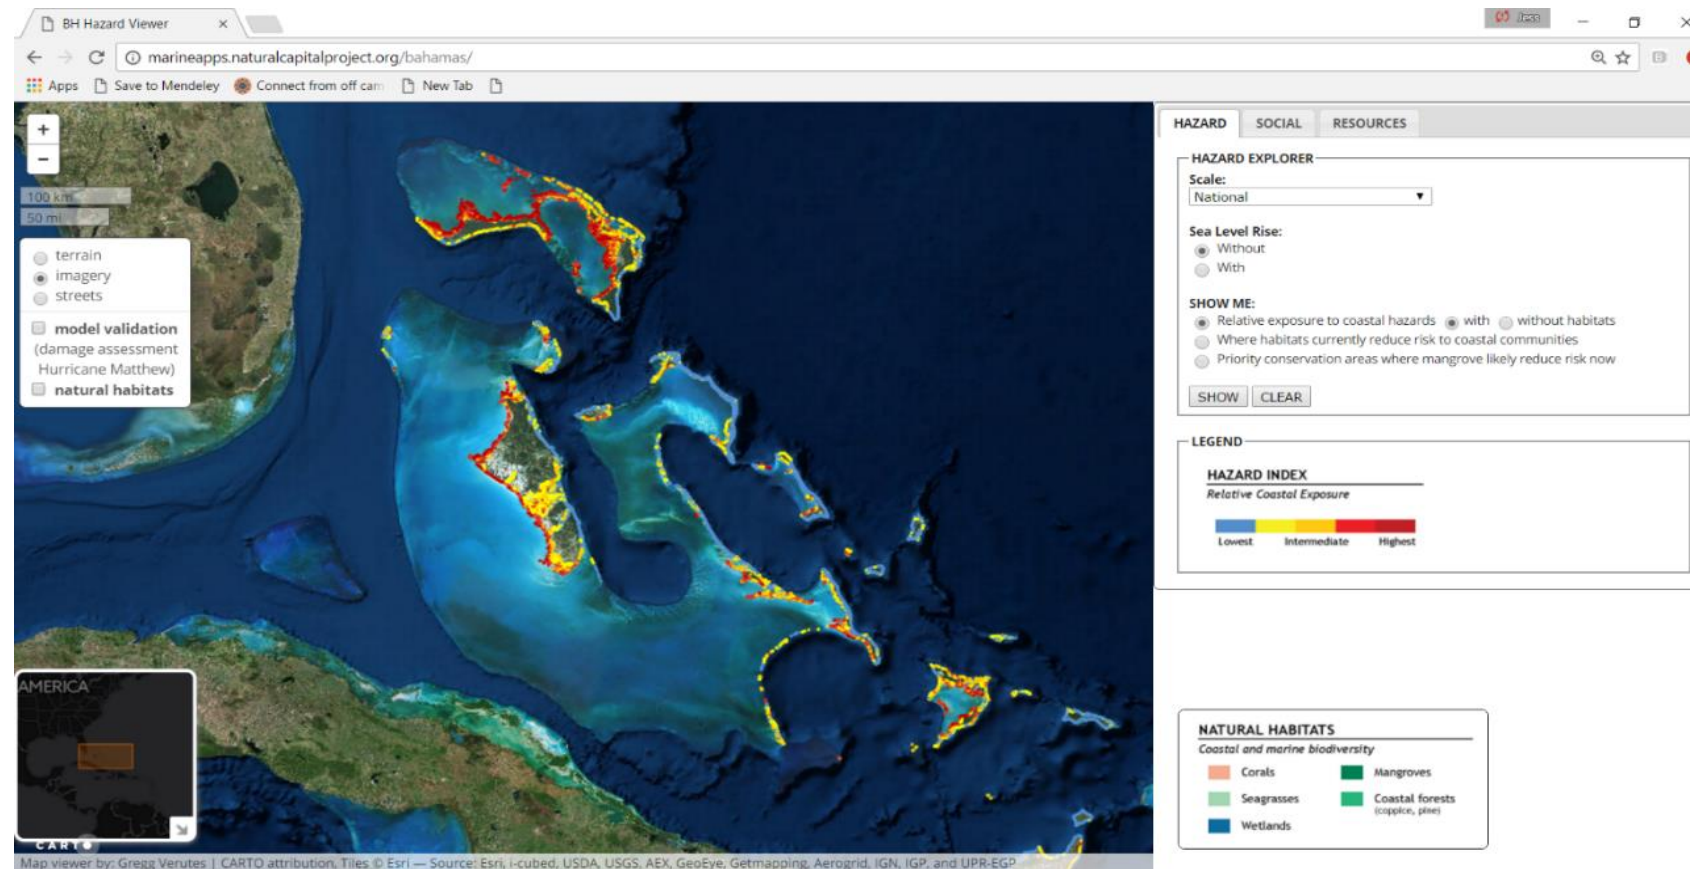 BH Hazard Viewer
marineapps.naturalcapitalproject.org/bahamas/
Apps Save to Mendeley Connect from off cam New Tab
+
−
100 km
50 mi
terrain
imagery
streets
model validation
(damage assessment
Hurricane Matthew)
natural habitats
AMERICA
CARTO
Map viewer by: Gregg Verutes | CARTO attribution, Tiles © Esri — Source: Esri, i-cubed, USDA, USGS, AEX, GeoEye, Getmapping, Aerogrid, IGN, IGP, and UPR-EGP
HAZARD SOCIAL RESOURCES
HAZARD EXPLORER
Scale:
National
Sea Level Rise:
Without
With
SHOW ME:
Relative exposure to coastal hazards with without habitats
Where habitats currently reduce risk to coastal communities
Priority conservation areas where mangrove likely reduce risk now
SHOW CLEAR
LEGEND
HAZARD INDEX
Relative Coastal Exposure
Lowest Intermediate Highest
NATURAL HABITATS
Coastal and marine biodiversity
Corals Mangroves
Seagrasses Coastal forests
(coppice, pine)
Wetlands